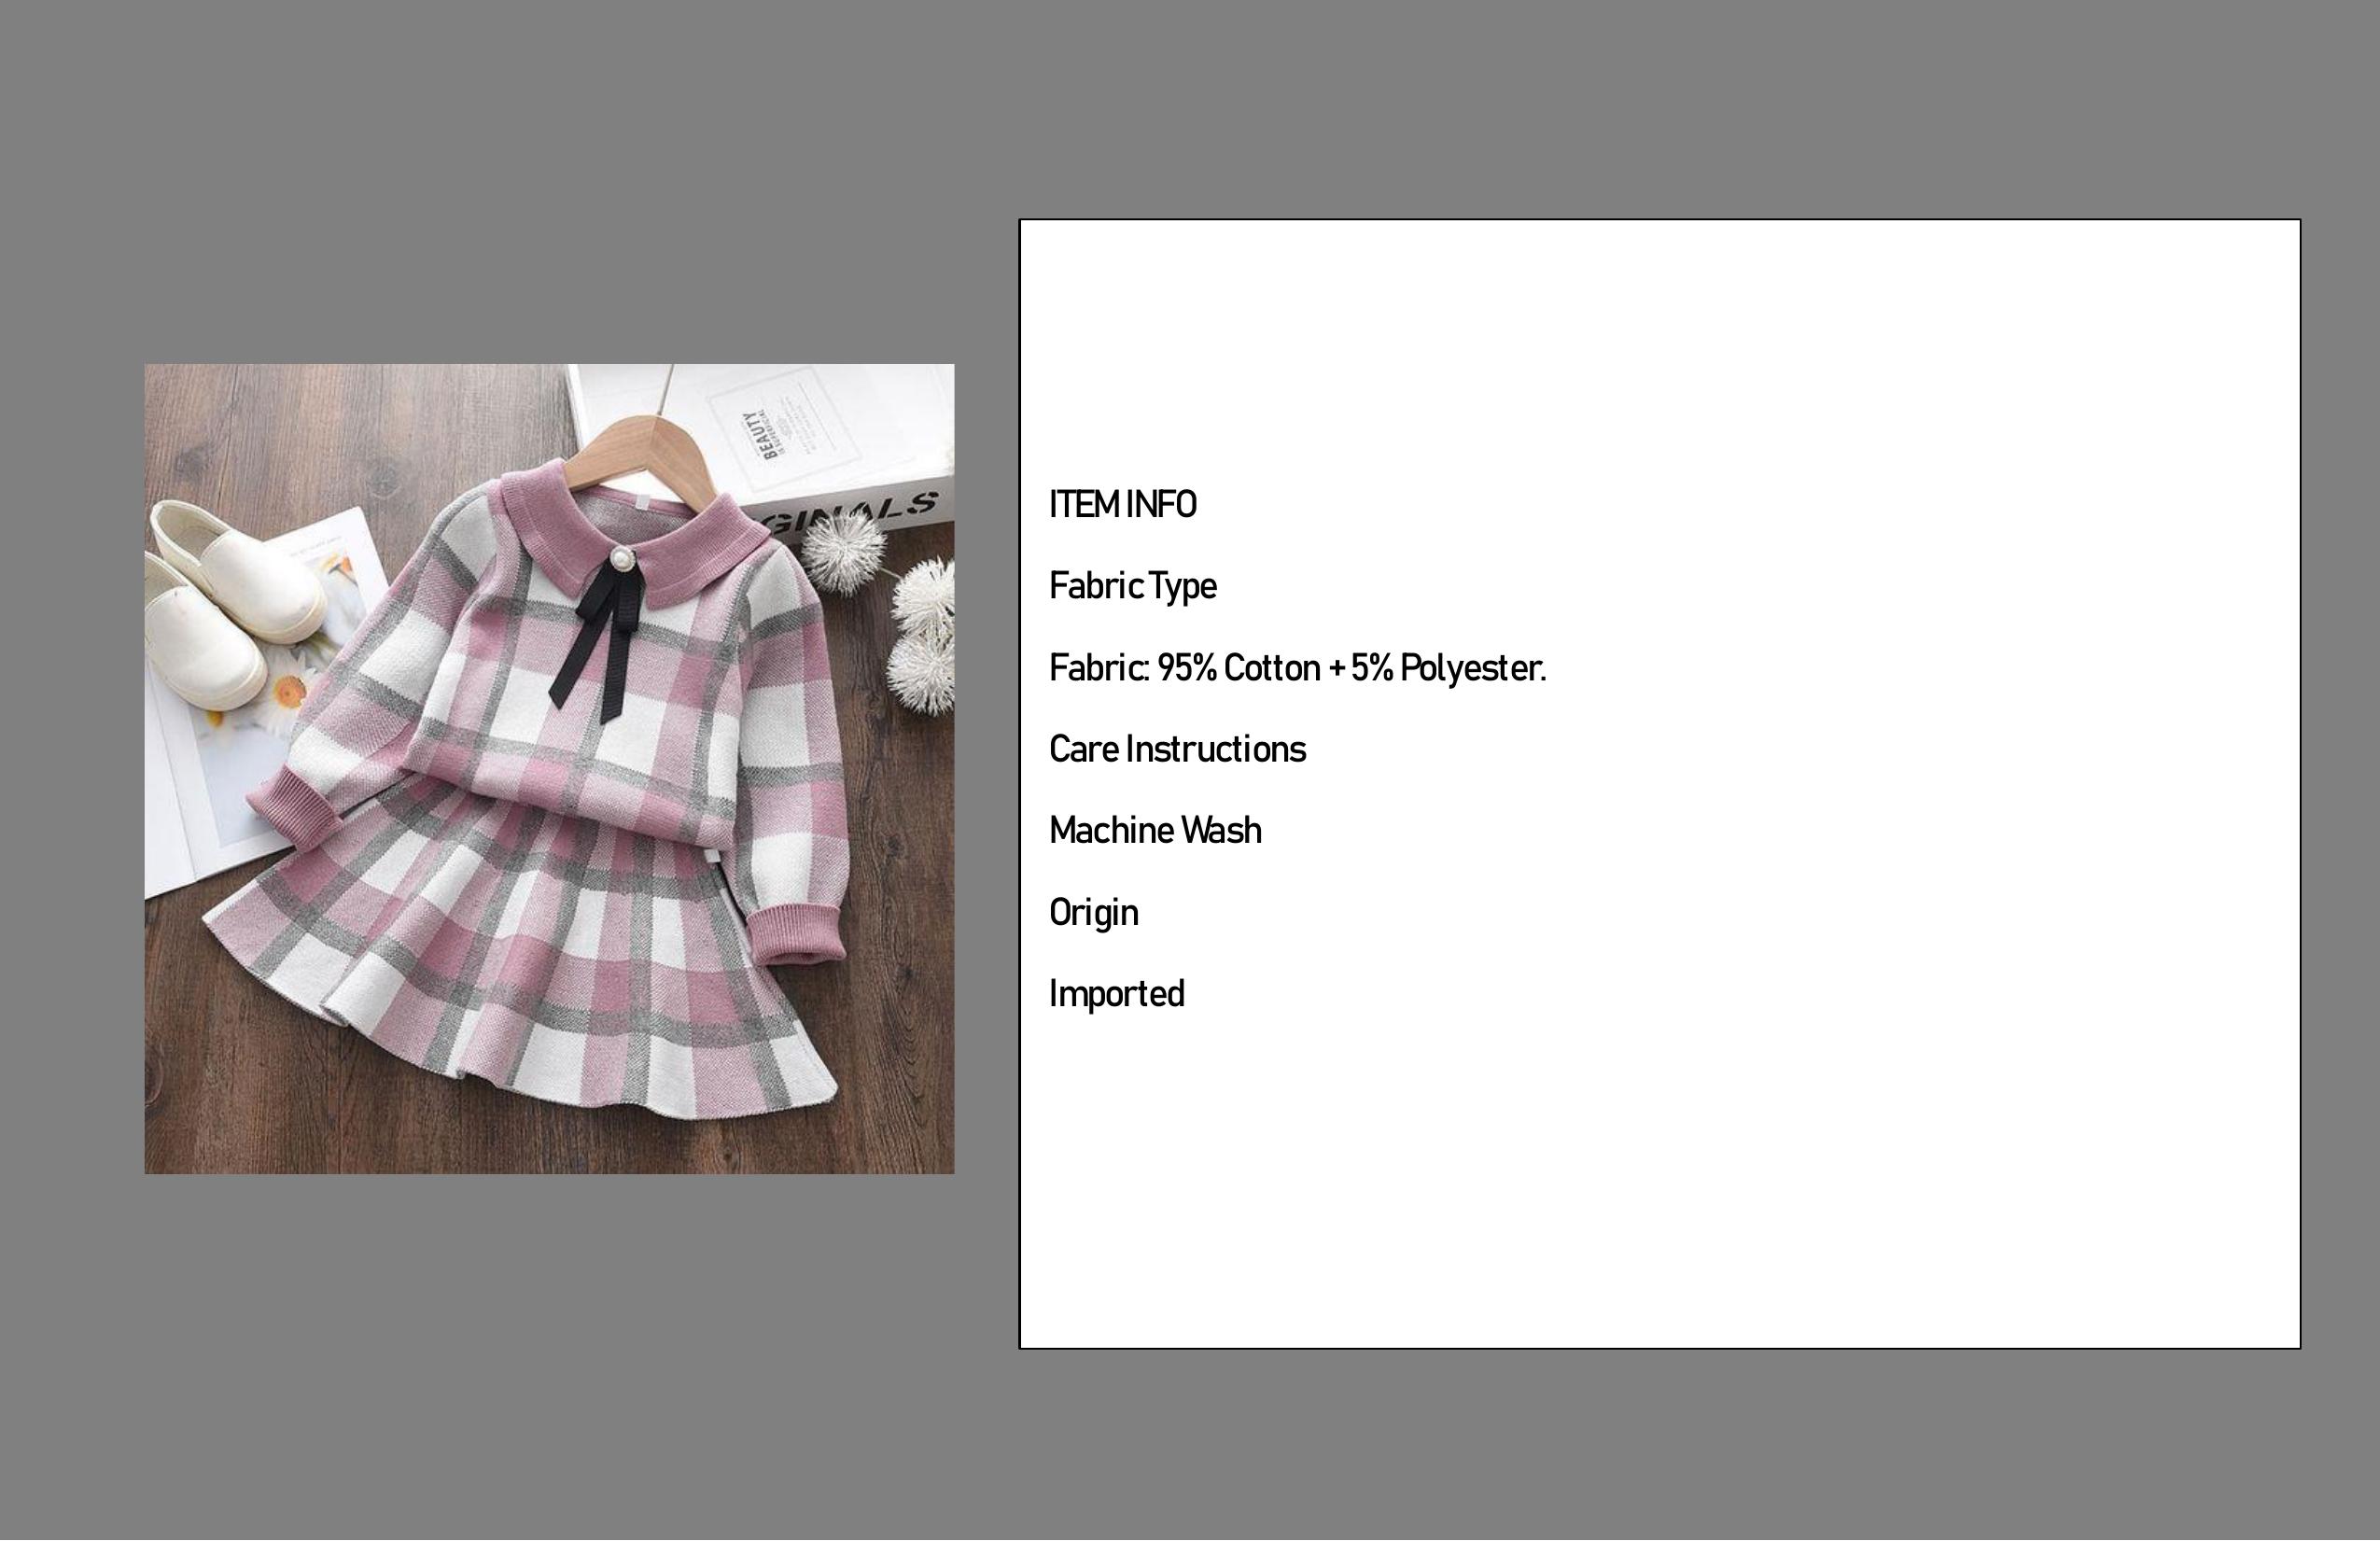 BEAUTY
GINALS
ITEM INFO
Fabric Type
Fabric: 95% Cotton + 5% Polyester.
Care Instructions
Machine Wash
Origin
Imported